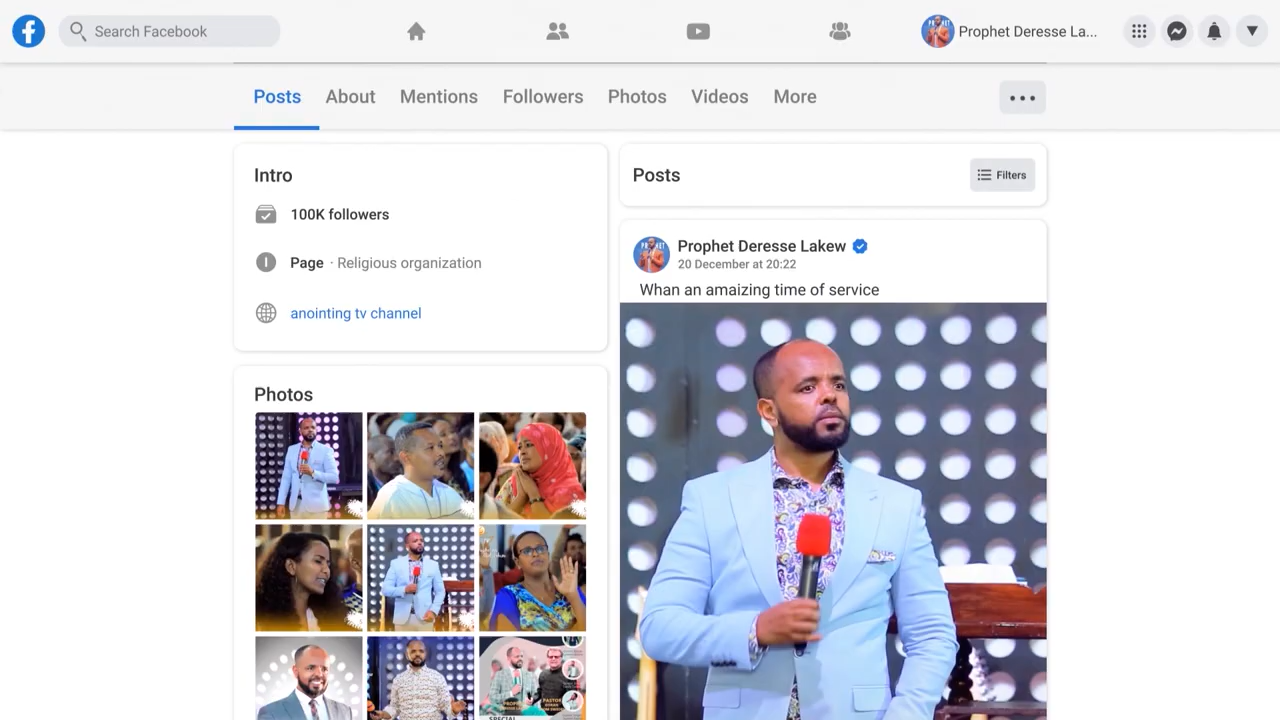 Search Facebook
Prophet Deresse La...
Posts
About
Mentions
Followers
Photos
Videos
More
Intro
100K followers
Page · Religious organization
anointing tv channel
Photos
Posts
Filters
Prophet Deresse Lakew
20 December at 20:22
Whan an amaizing time of service
SPECIAL